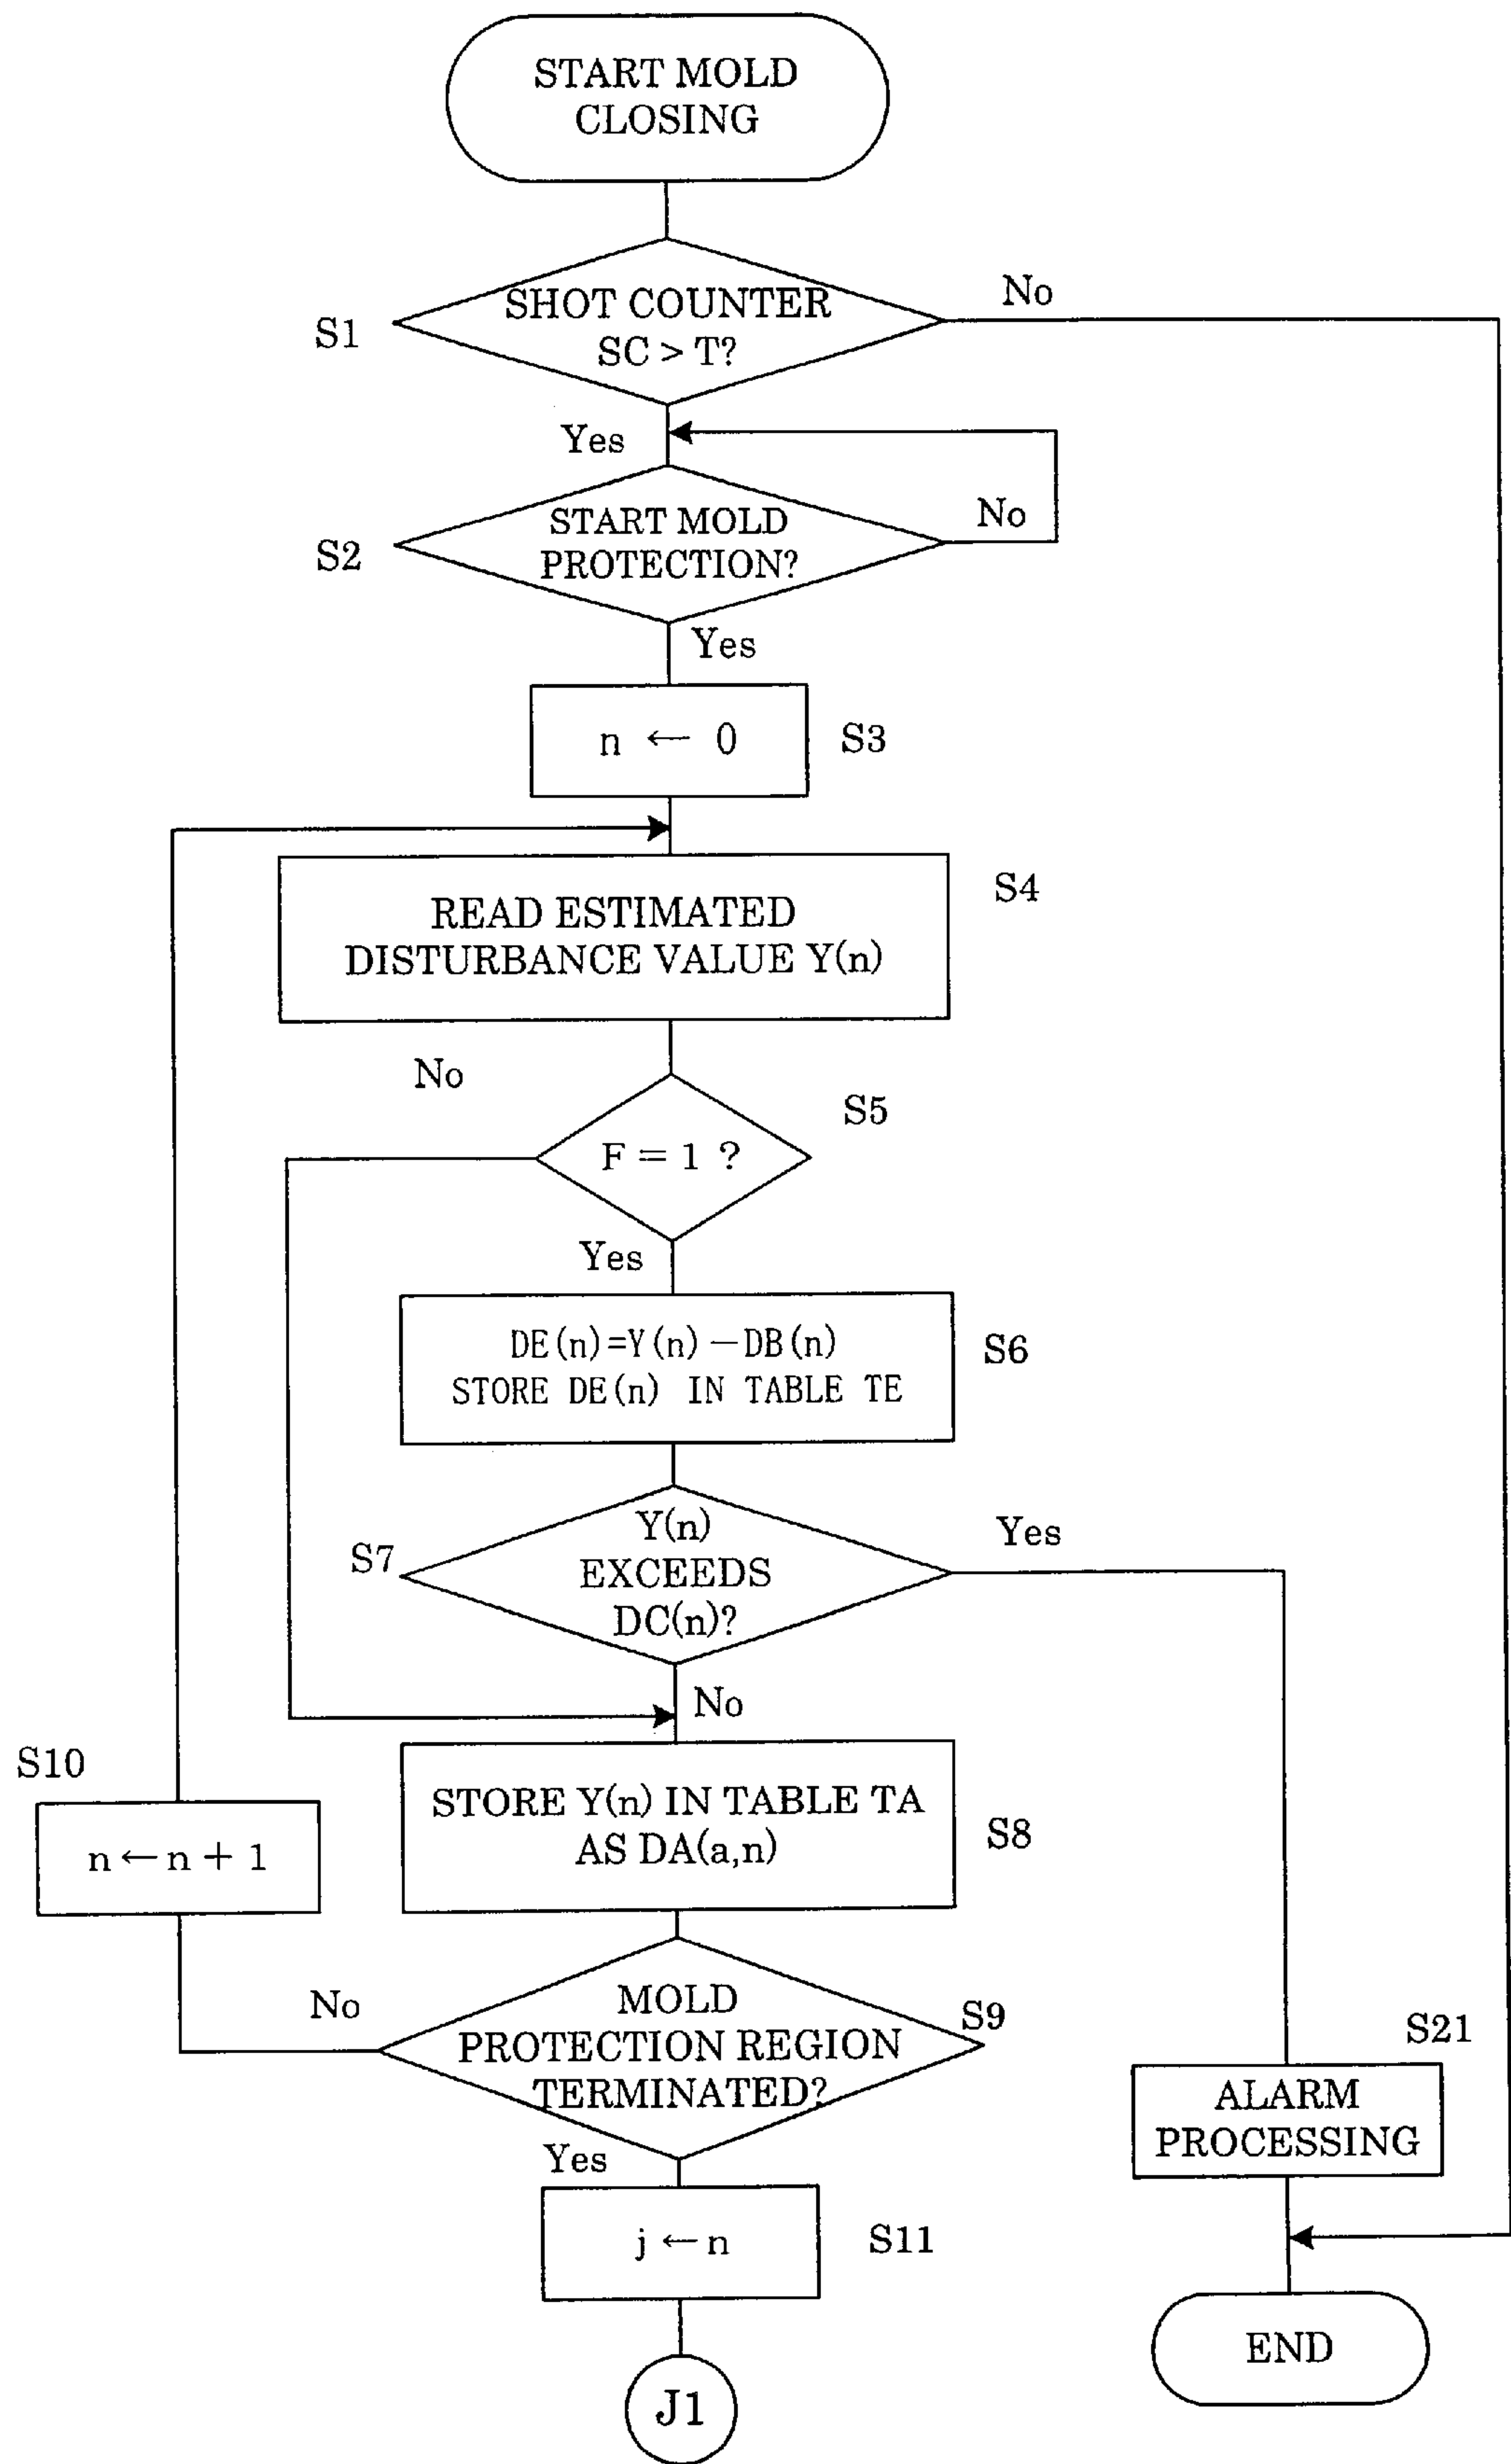 START MOLD
CLOSING
SHOT COUNTER
SC > T?
No
S1
Yes
START MOLD
PROTECTION?
No
S2
Yes
n ← 0
S3
READ ESTIMATED
DISTURBANCE VALUE Y(n)
S4
No
F = 1 ?
S5
Yes
DE(n)=Y(n)—DB(n)
STORE DE(n) IN TABLE TE
S6
Y(n)
EXCEEDS
DC(n)?
S7
Yes
No
S10
n←n + 1
STORE Y(n) IN TABLE TA
AS DA(a,n)
S8
No
MOLD
PROTECTION REGION
TERMINATED?
S9
S21
ALARM
PROCESSING
Yes
j ←n
S11
END
J1